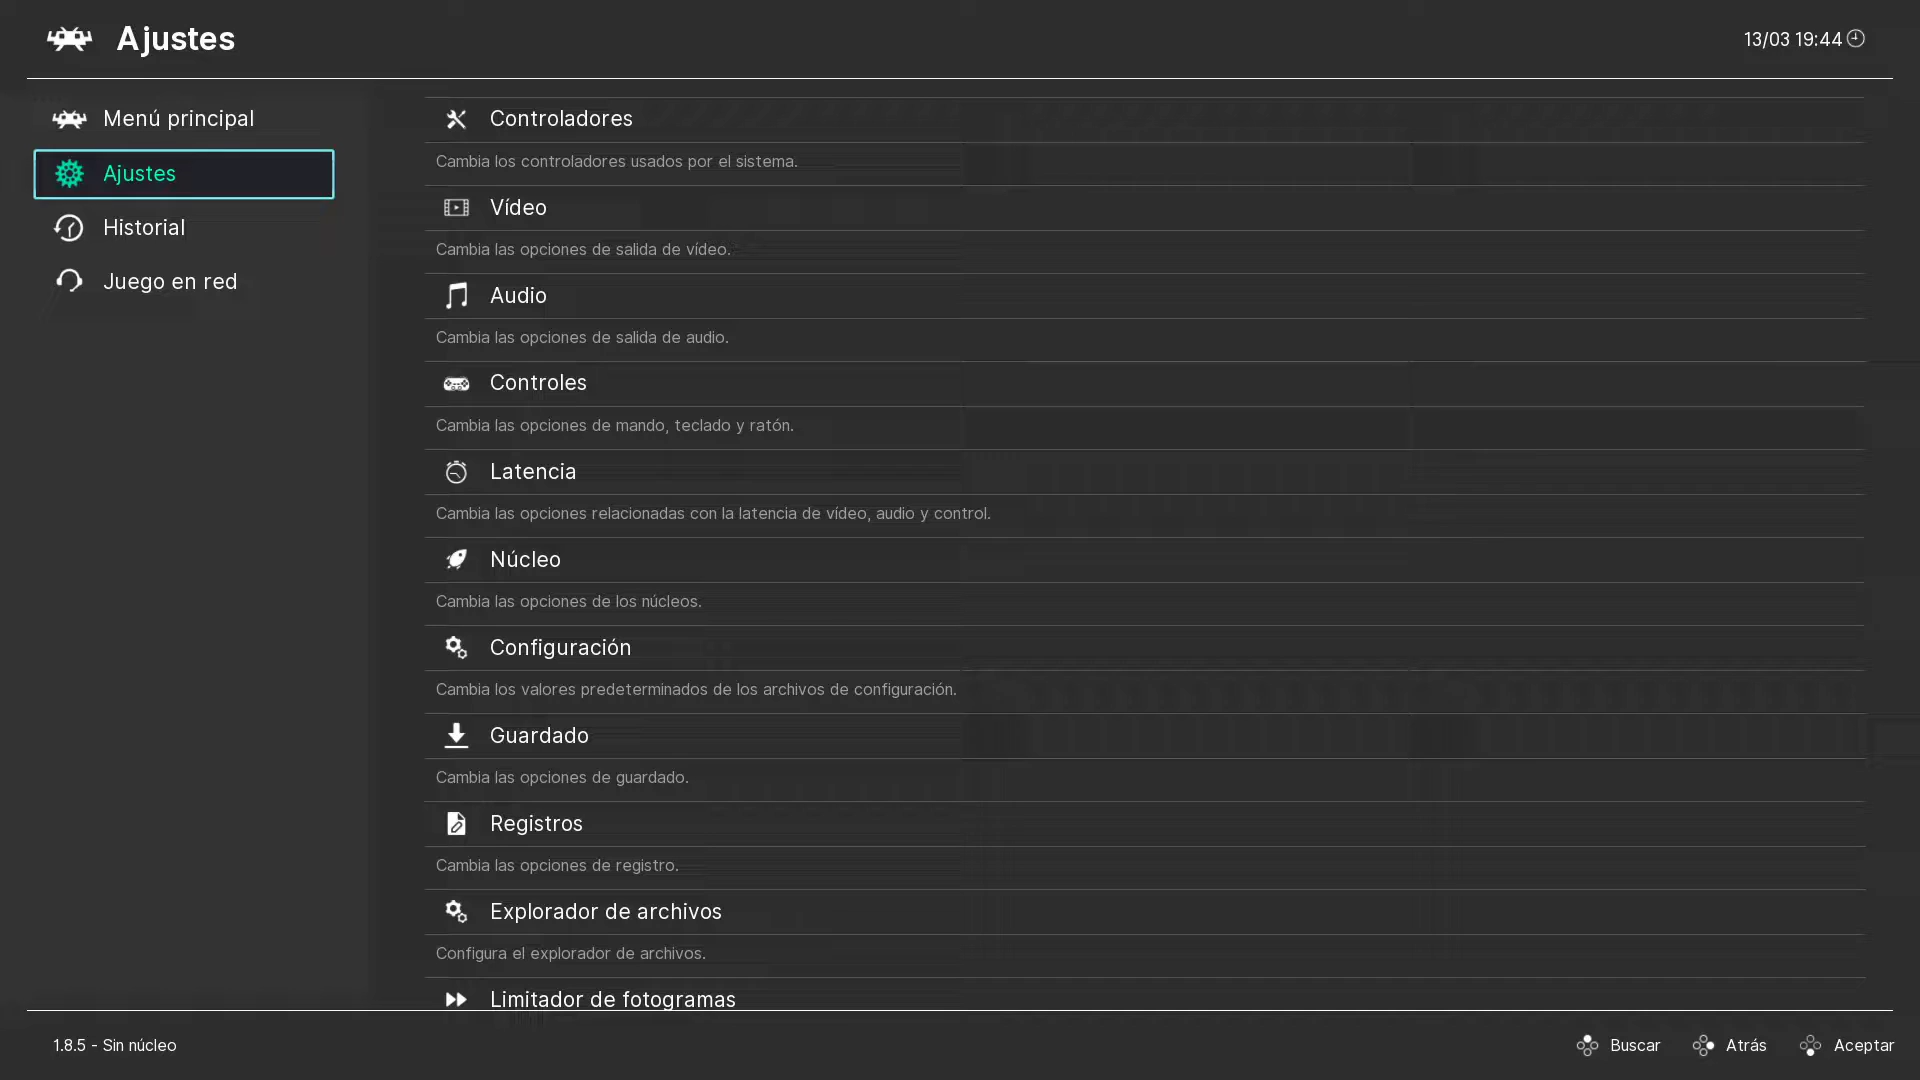 Ajustes
13/03 19:44
Menú principal
Ajustes
Historial
Juego en red
Controladores
Cambia los controladores usados por el sistema.
Vídeo
Cambia las opciones de salida de vídeo.
Audio
Cambia las opciones de salida de audio.
Controles
Cambia las opciones de mando, teclado y ratón.
Latencia
Cambia las opciones relacionadas con la latencia de vídeo, audio y control.
Núcleo
Cambia las opciones de los núcleos.
Configuración
Cambia los valores predeterminados de los archivos de configuración.
Guardado
Cambia las opciones de guardado.
Registros
Cambia las opciones de registro.
Explorador de archivos
Configura el explorador de archivos.
Limitador de fotogramas
1.8.5 - Sin núcleo
Buscar
Atrás
Aceptar